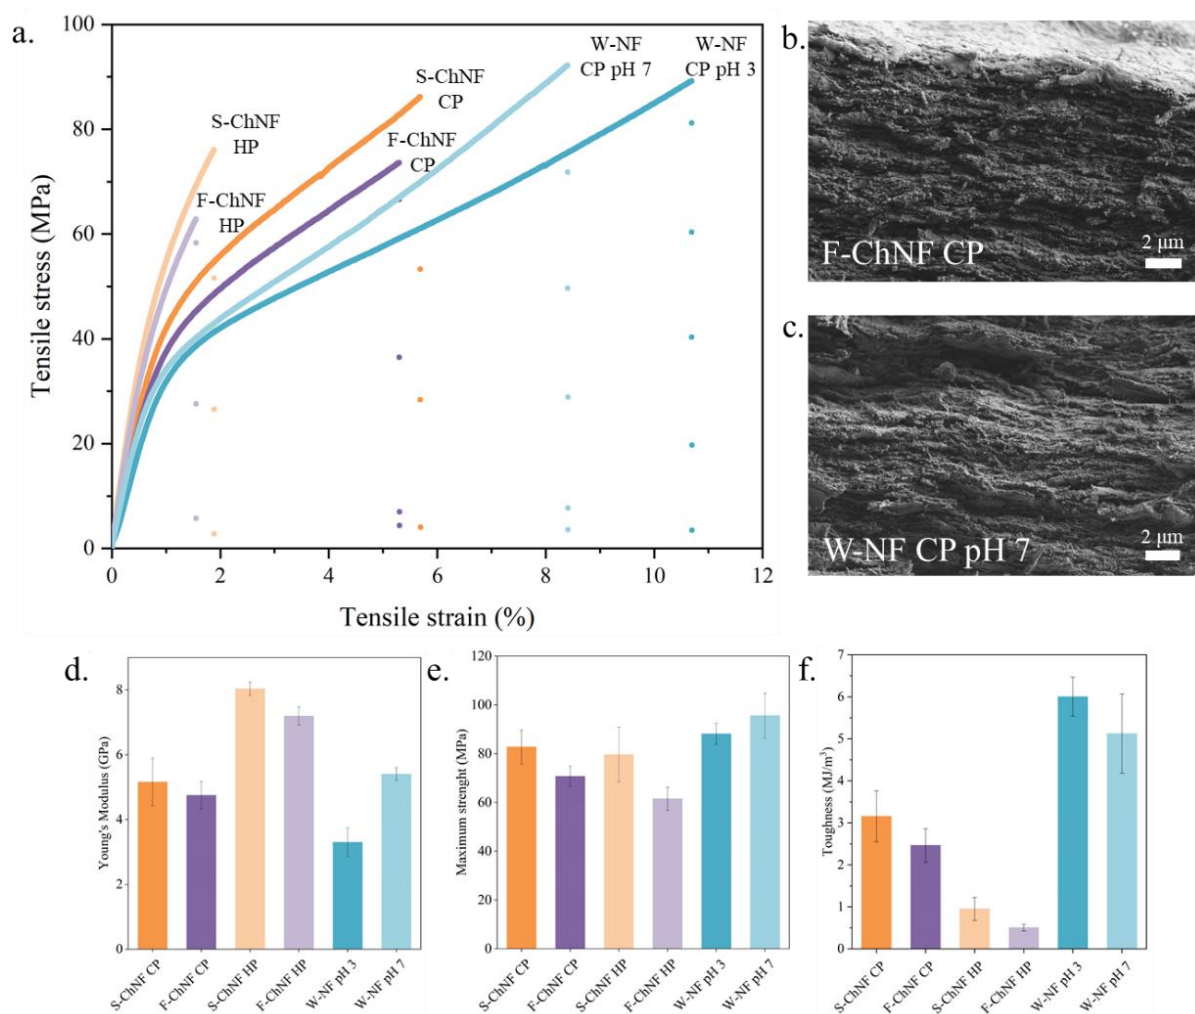 a.
Tensile stress (MPa)
100
80
60
40
20
0
0 2 4 6 8 10 12
Tensile strain (%)
S-ChNF
HP
F-ChNF
HP
S-ChNF
CP
F-ChNF
CP
W-NF
CP pH 7
W-NF
CP pH 3
b.
F-ChNF CP
2 μm
c.
W-NF CP pH 7
2 μm
d.
Young's Modulus (GPa)
8
6
4
2
0
S-ChNF CP
F-ChNF CP
S-ChNF HP
F-ChNF HP
W-NF pH 3
W-NF pH 7
e.
Maximum strenght (MPa)
120
100
80
60
40
20
0
S-ChNF CP
F-ChNF CP
S-ChNF HP
F-ChNF HP
W-NF pH 3
W-NF pH 7
f.
Toughness (MJ/m³)
7
6
5
4
3
2
1
0
S-ChNF CP
F-ChNF CP
S-ChNF HP
F-ChNF HP
W-NF pH 3
W-NF pH 7